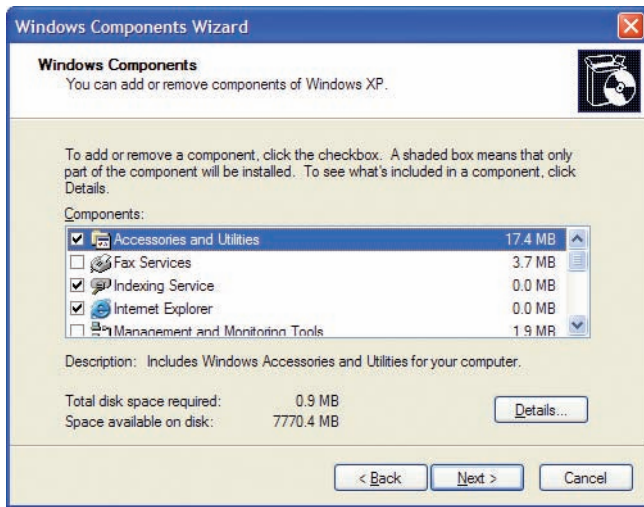 Windows Components Wizard
Windows Components
You can add or remove components of Windows XP.
To add or remove a component, click the checkbox. A shaded box means that only
part of the component will be installed. To see what's included in a component, click
Details.
Components:
Accessories and Utilities 17.4 MB
Fax Services 3.7 MB
Indexing Service 0.0 MB
Internet Explorer 0.0 MB
Management and Monitoring Tools 1.9 MB
Description: Includes Windows Accessories and Utilities for your computer.
Total disk space required: 0.9 MB
Space available on disk: 7770.4 MB
Details...
< Back Next > Cancel